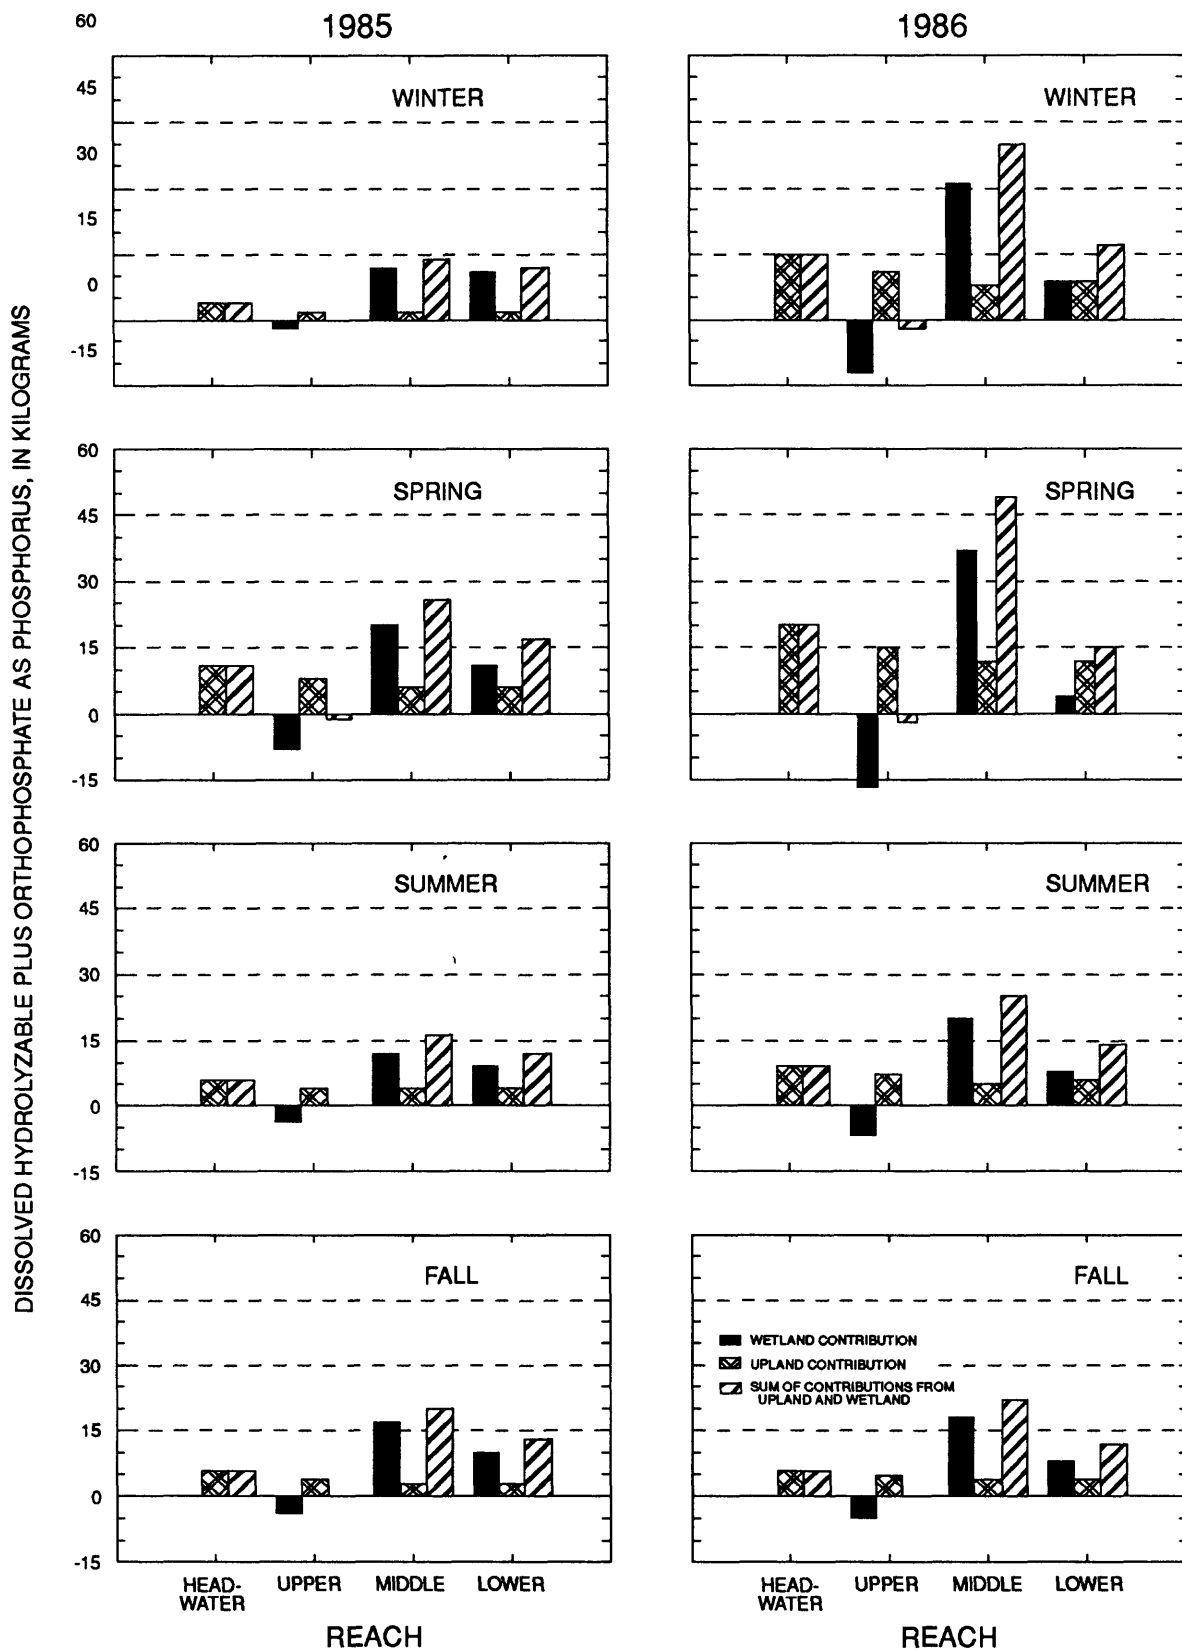 1985
1986
DISSOLVED HYDROLYZABLE PLUS ORTHOPHOSPHATE AS PHOSPHORUS, IN KILOGRAMS
60
45
30
15
0
-15
WINTER
WINTER
60
45
30
15
0
-15
SPRING
SPRING
60
45
30
15
0
-15
SUMMER
SUMMER
60
45
30
15
0
-15
FALL
FALL
WETLAND CONTRIBUTION
UPLAND CONTRIBUTION
SUM OF CONTRIBUTIONS FROM
UPLAND AND WETLAND
HEAD-
WATER
UPPER
MIDDLE
LOWER
HEAD-
WATER
UPPER
MIDDLE
LOWER
REACH
REACH